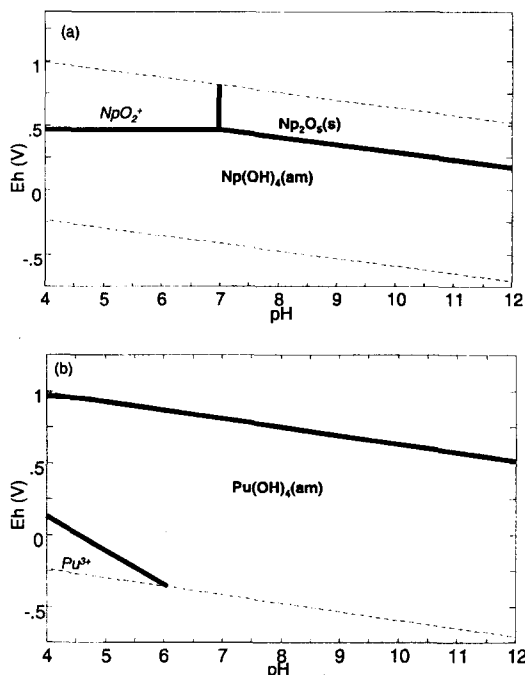 (a)
1
NpO₂⁺
Np₂O₅(s)
.5
Eh (V)
0
Np(OH)₄(am)
-.5
4 5 6 7 8 9 10 11 12
pH
(b)
1
.5
Eh (V)
Pu(OH)₄(am)
0
Pu³⁺
-.5
4 5 6 7 8 9 10 11 12
pH